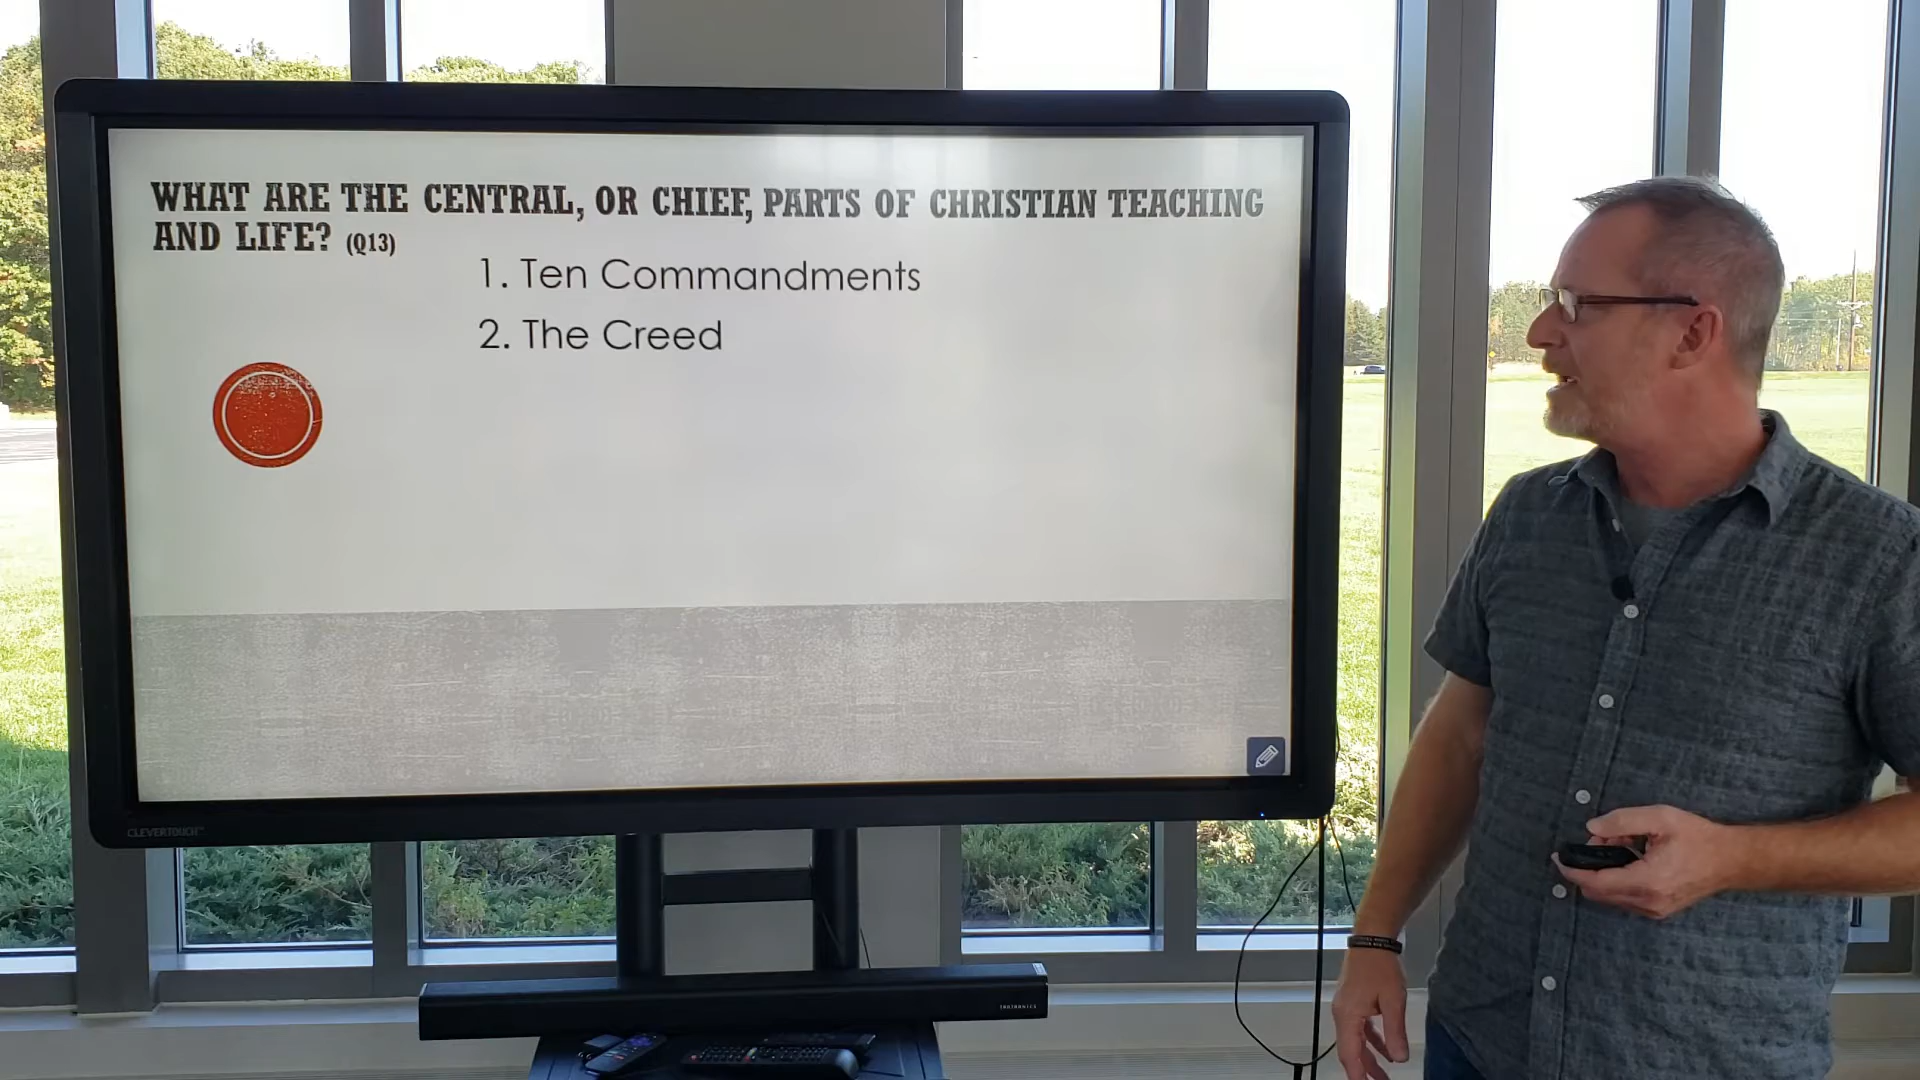 WHAT ARE THE CENTRAL, OR CHIEF, PARTS OF CHRISTIAN TEACHING
AND LIFE? (Q13)
1. Ten Commandments
2. The Creed
CLEVERTOUCH
TAOTRONICS